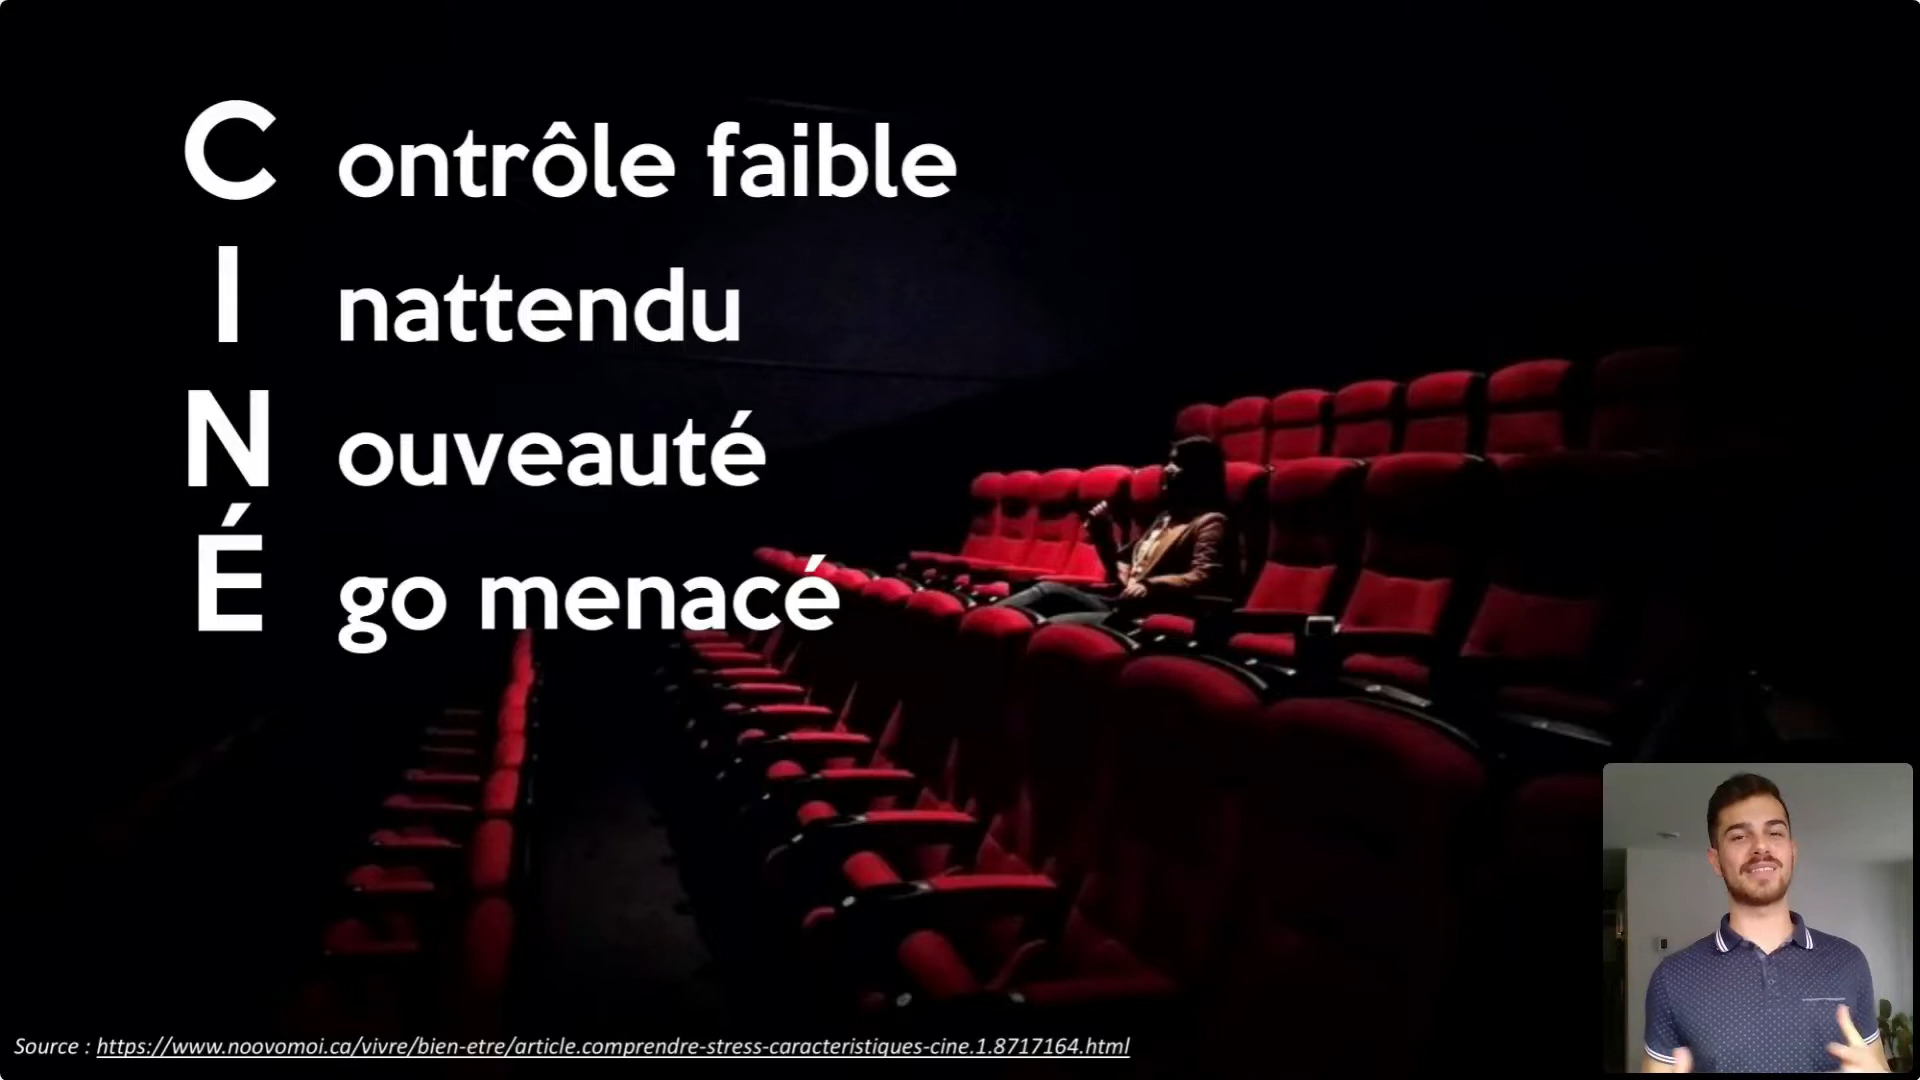 C ontrôle faible
I nattendu
N ouveauté
É go menacé
Source : https://www.noovomoi.ca/vivre/bien-etre/article.comprendre-stress-caracteristiques-cine.1.8717164.html